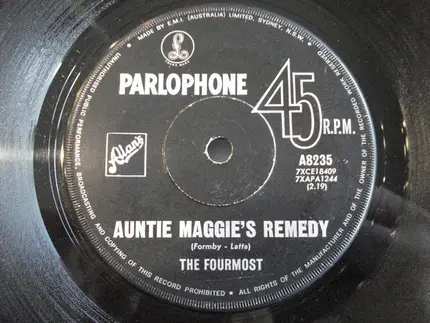 MADE BY E.M.I. (AUSTRALIA) LIMITED, SYDNEY, N.S.W.
PARLOPHONE
45
R.P.M.
Allan's
A8235
7XCE18409
7XAPA1244
(2.19)
AUNTIE MAGGIE'S REMEDY
(Formby - Latta)
THE FOURMOST
UNAUTHORISED PUBLIC PERFORMANCE, BROADCASTING AND COPYING OF THIS RECORD PROHIBITED • ALL RIGHTS OF THE MANUFACTURER AND OF THE OWNER OF THE RECORDED WORK RESERVED